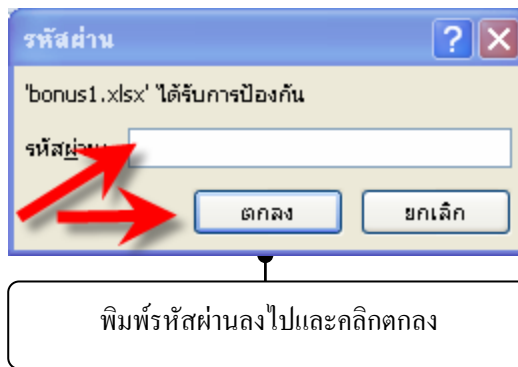 รหัสผ่าน
'bonus1.xlsx' ได้รับการป้องกัน
รหัสผ่าน:
ตกลง ยกเลิก
พิมพ์รหัสผ่านลงไปและคลิกตกลง